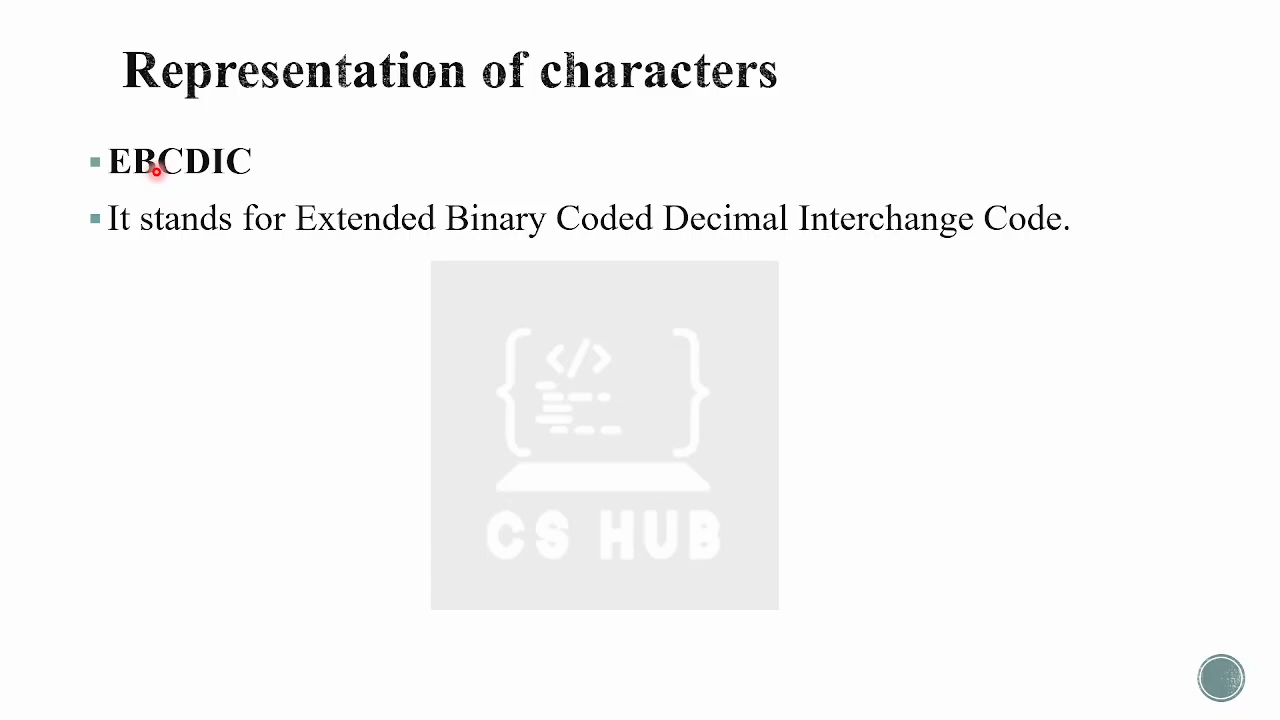 Representation of characters
EBCDIC
It stands for Extended Binary Coded Decimal Interchange Code.
</>
CS HUB